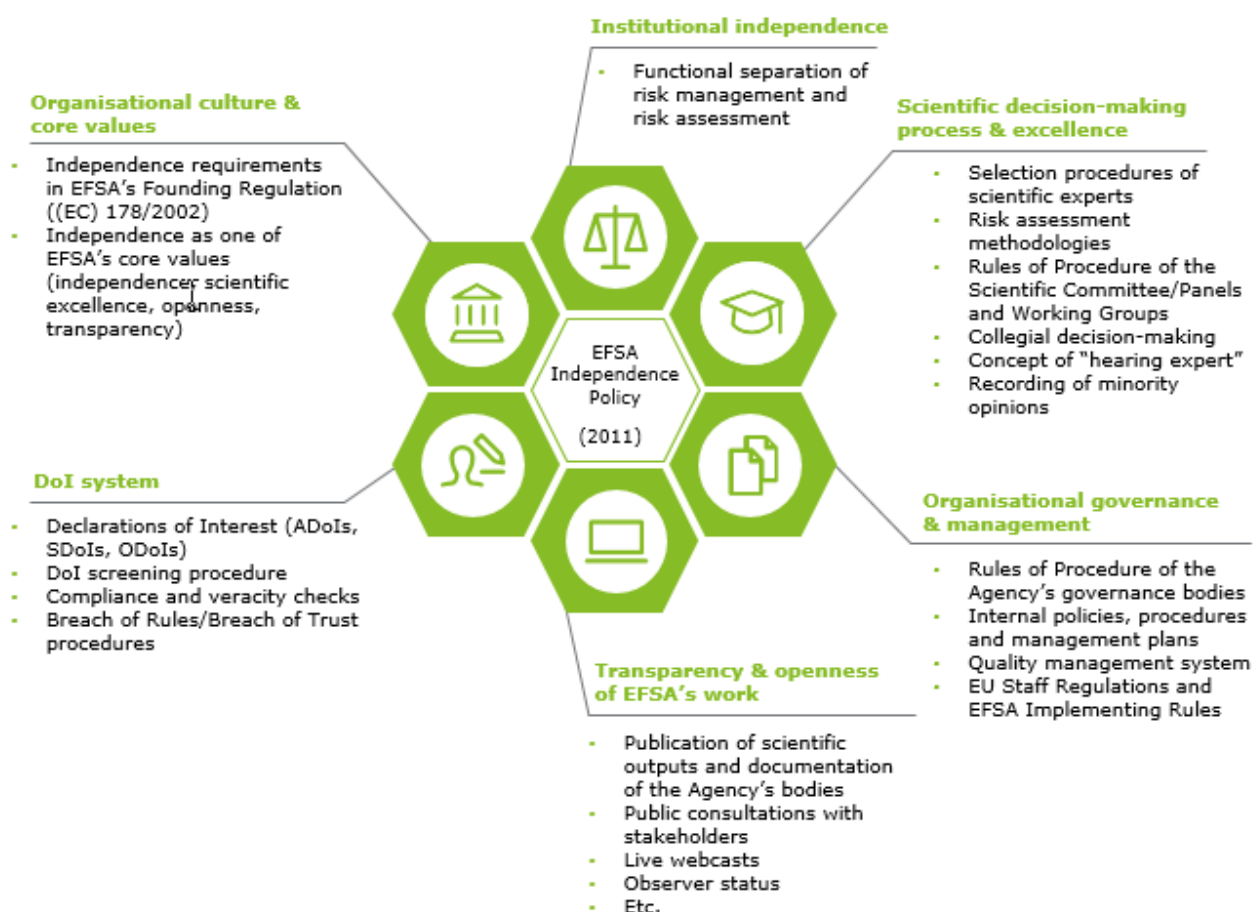 Institutional independence
- Functional separation of
risk management and
risk assessment
Organisational culture &
core values
- Independence requirements
in EFSA's Founding Regulation
((EC) 178/2002)
- Independence as one of
EFSA's core values
(independence, scientific
excellence, openness,
transparency)
Scientific decision-making
process & excellence
- Selection procedures of
scientific experts
- Risk assessment
methodologies
- Rules of Procedure of the
Scientific Committee/Panels
and Working Groups
- Collegial decision-making
- Concept of "hearing expert"
- Recording of minority
opinions
EFSA
Independence
Policy
(2011)
DoI system
- Declarations of Interest (ADoIs,
SDoIs, ODoIs)
- DoI screening procedure
- Compliance and veracity checks
- Breach of Rules/Breach of Trust
procedures
Organisational governance
& management
- Rules of Procedure of the
Agency's governance bodies
- Internal policies, procedures
and management plans
- Quality management system
- EU Staff Regulations and
EFSA Implementing Rules
Transparency & openness
of EFSA's work
- Publication of scientific
outputs and documentation
of the Agency's bodies
- Public consultations with
stakeholders
- Live webcasts
- Observer status
- Etc.